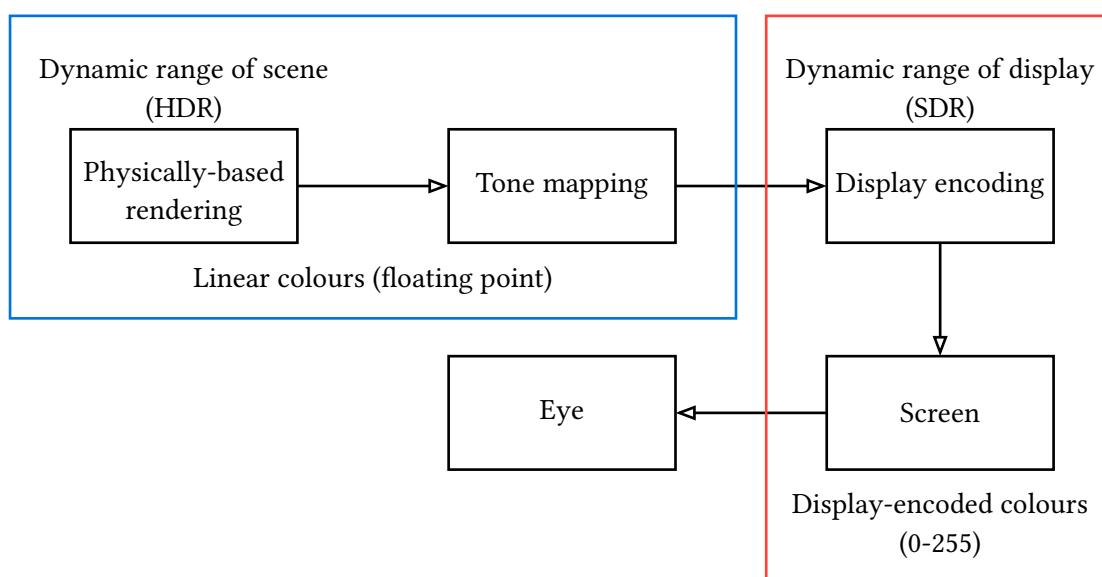 Dynamic range of scene
(HDR)
Physically-based
rendering
Tone mapping
Linear colours (floating point)
Dynamic range of display
(SDR)
Display encoding
Eye
Screen
Display-encoded colours
(0-255)